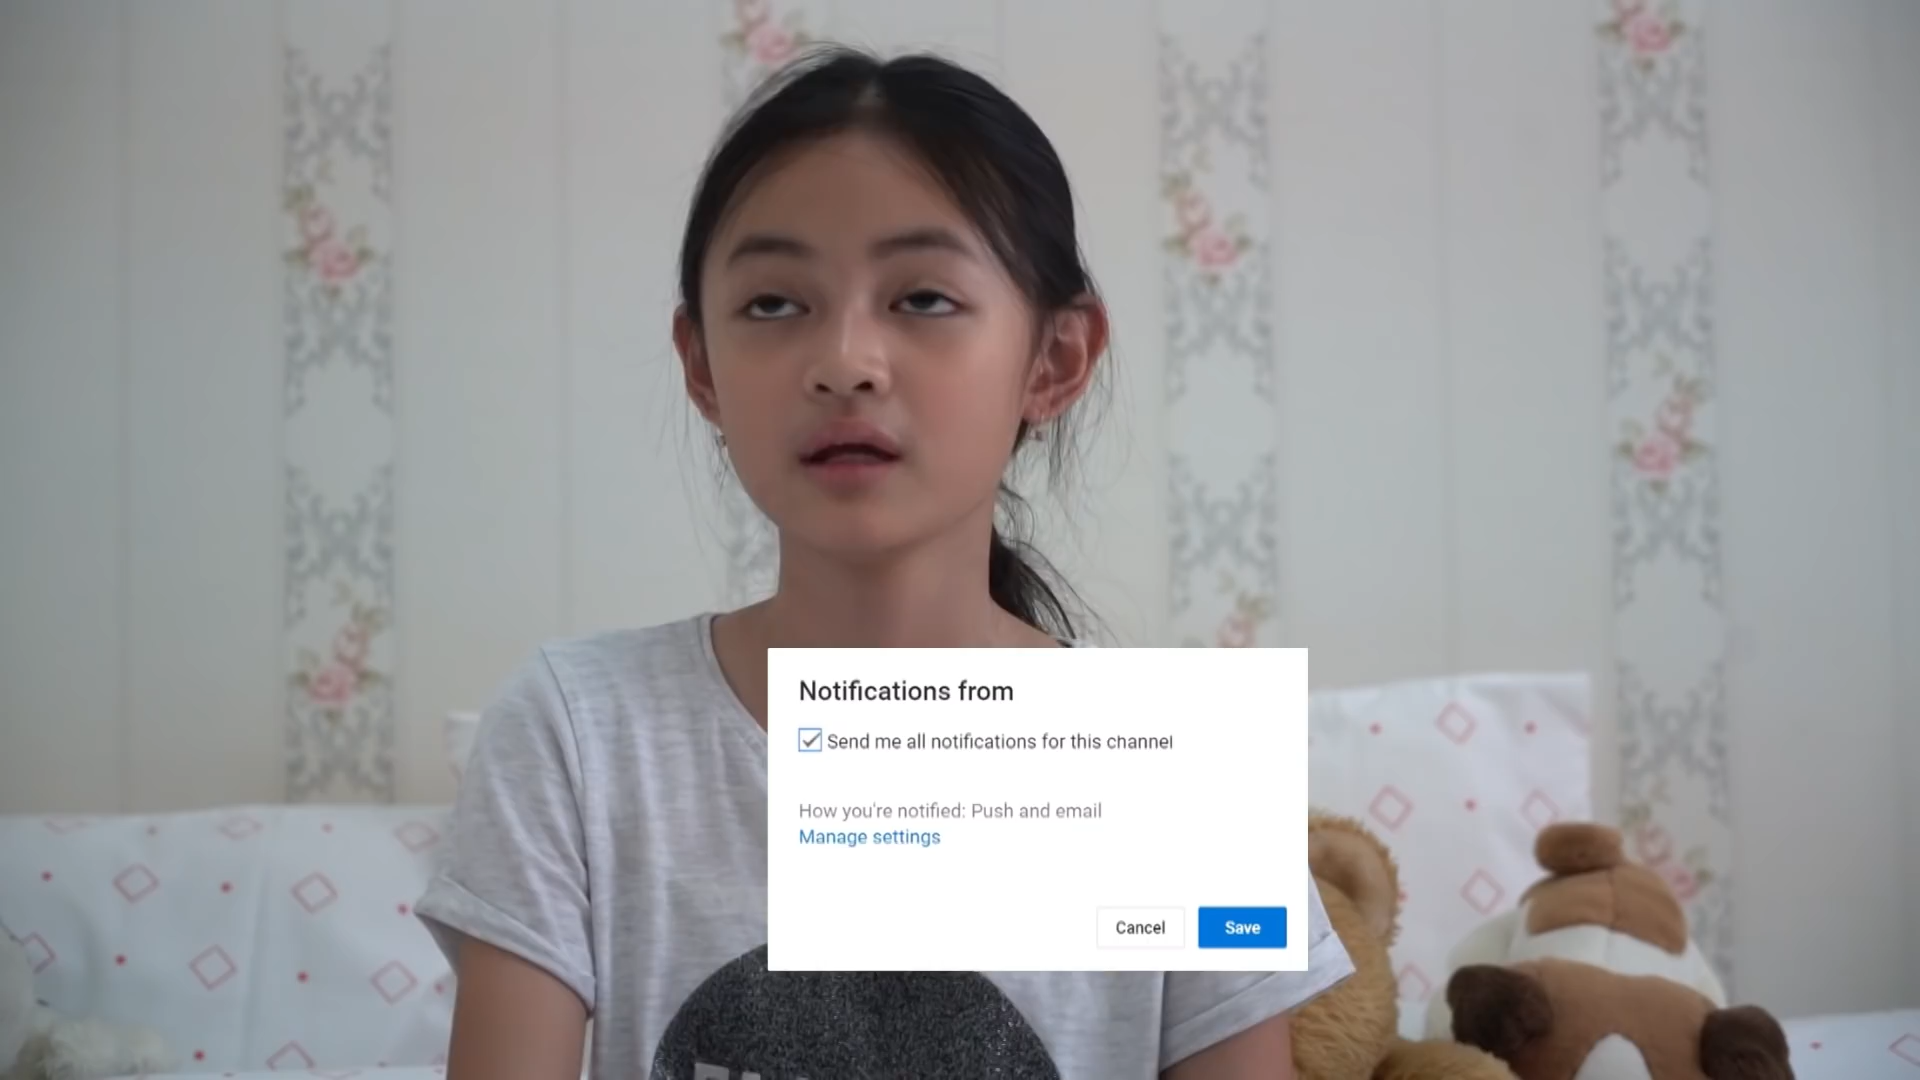 Notifications from
Send me all notifications for this channel
How you're notified: Push and email
Manage settings
Cancel
Save